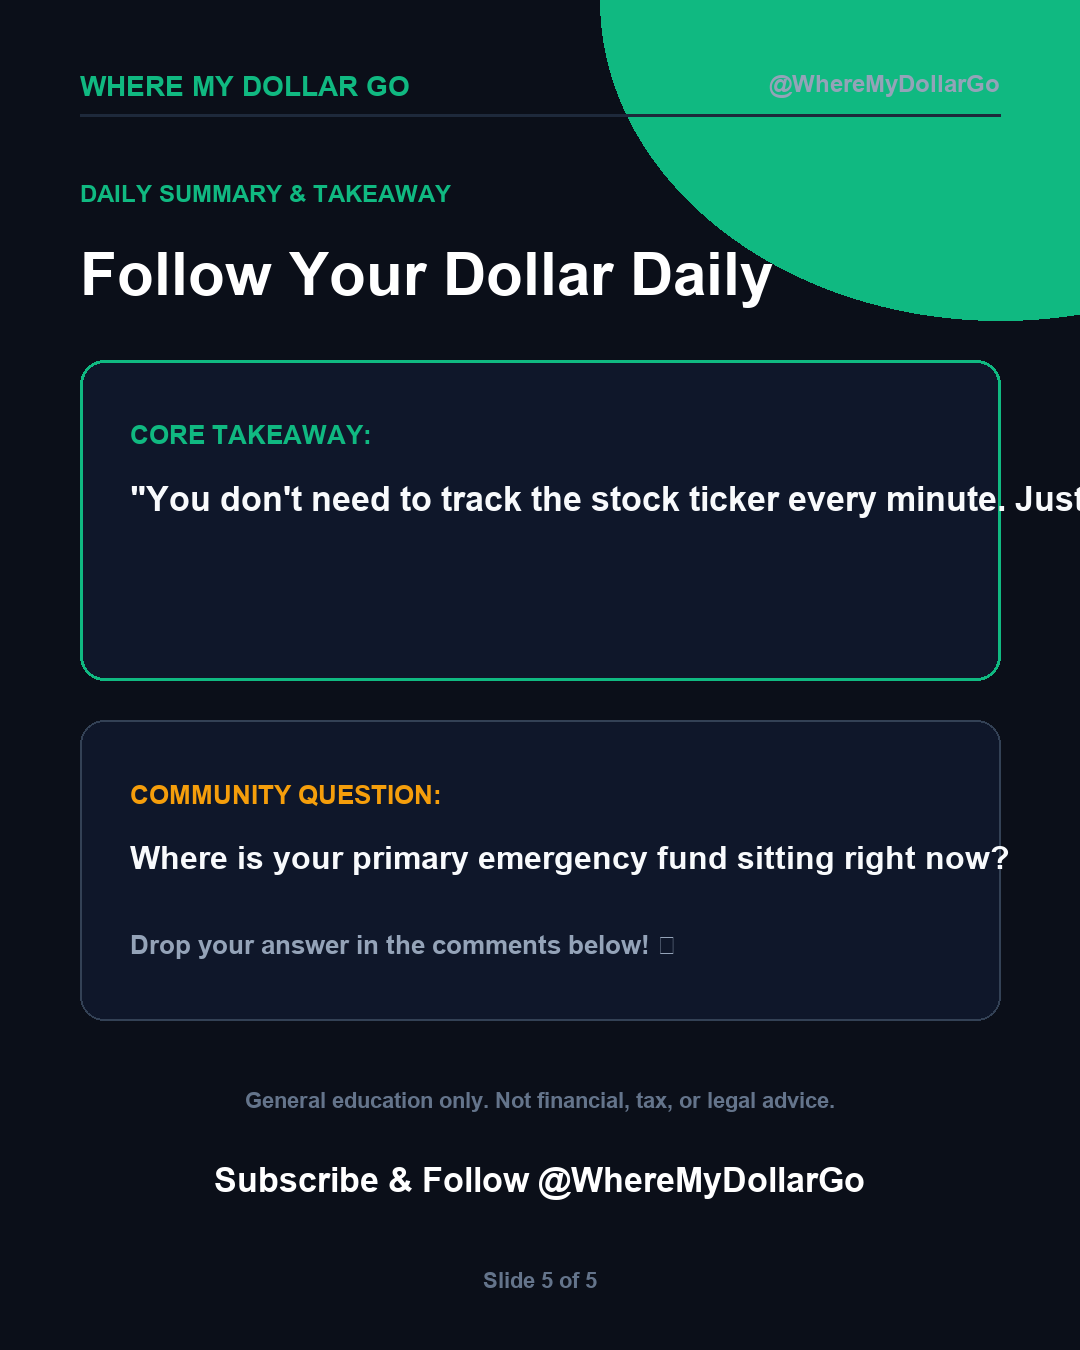 WHERE MY DOLLAR GO
@WhereMyDollarGo
DAILY SUMMARY & TAKEAWAY
Follow Your Dollar Daily
CORE TAKEAWAY:
"You don't need to track the stock ticker every minute. Just
COMMUNITY QUESTION:
Where is your primary emergency fund sitting right now?
Drop your answer in the comments below!
General education only. Not financial, tax, or legal advice.
Subscribe & Follow @WhereMyDollarGo
Slide 5 of 5